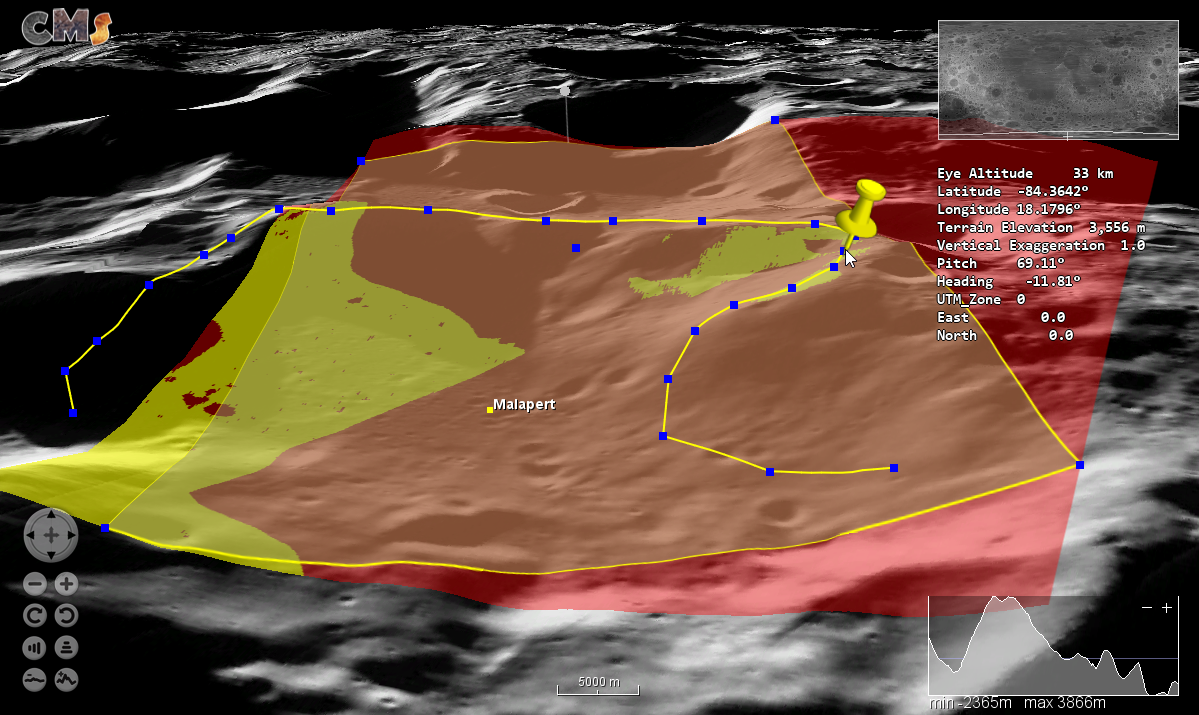 CMS
Eye Altitude 33 km
Latitude -84.3642°
Longitude 18.1796°
Terrain Elevation 3,556 m
Vertical Exaggeration 1.0
Pitch 69.11°
Heading -11.81°
UTM_Zone 0
East 0.0
North 0.0
Malapert
5000 m
min -2365m max 3866m